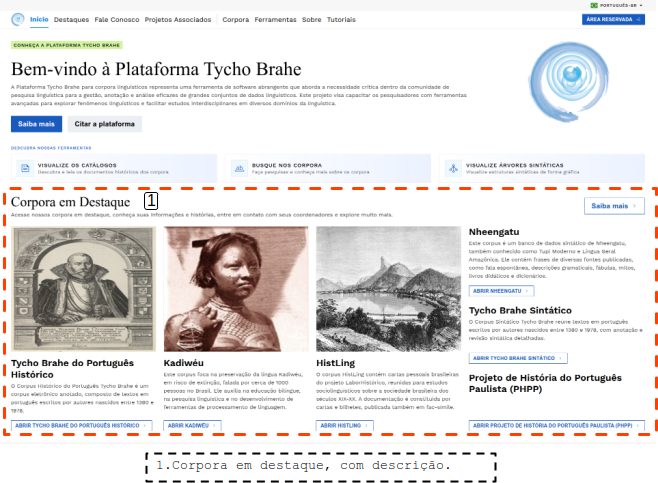 PORTUGUÊS-BR
Início Destaques Fale Conosco Projetos Associados Corpora Ferramentas Sobre Tutoriais
ÁREA RESERVADA
CONHEÇA A PLATAFORMA TYCHO BRAHE
Bem-vindo à Plataforma Tycho Brahe
A Plataforma Tycho Brahe para corpora linguísticos representa uma ferramenta de software abrangente que aborda a necessidade crítica dentro da comunidade de
pesquisa linguística para a gestão, anotação e análise eficazes de grandes conjuntos de dados linguísticos. Este projeto visa capacitar os pesquisadores com ferramentas
avançadas para explorar fenômenos linguísticos e facilitar estudos interdisciplinares em diversos domínios da linguística.
Saiba mais
Citar a plataforma
DESCUBRA NOSSAS FERRAMENTAS
VISUALIZE OS CATÁLOGOS
Descubra e leia os documentos históricos dos corpora
BUSQUE NOS CORPORA
Faça pesquisas e conheça mais sobre os corpora
VISUALIZE ÁRVORES SINTÁTICAS
Visualize estruturas sintáticas de forma gráfica
Corpora em Destaque
1
Acesse nossos corpora em destaque, conheça suas informações e histórias, entre em contato com seus coordenadores e explore muito mais.
Saiba mais
Tycho Brahe do Português
Histórico
O Corpus Histórico do Português Tycho Brahe é um
corpus eletrônico anotado, composto de textos em
português escritos por autores nascidos entre 1380 e
1978.
ABRIR TYCHO BRAHE DO PORTUGUÊS HISTÓRICO
Kadiwéu
Este corpus foca na preservação da língua Kadiwéu,
em risco de extinção, falada por cerca de 1000
pessoas no Brasil. Ele auxilia na educação bilíngue,
na pesquisa linguística e no desenvolvimento de
ferramentas de processamento de linguagem.
ABRIR KADIWÉU
HistLing
O corpus HistLing contém cartas pessoais brasileiras
do projeto LaborHistórico, reunidas para estudos
sociolinguísticos sobre a sociedade brasileira dos
séculos XIX-XX. A documentação é constituída por
cartas e bilhetes, publicada também em fac-símile.
ABRIR HISTLING
Nheengatu
Este corpus é um banco de dados sintático de Nheengatu,
também conhecido como Tupi Moderno e Língua Geral
Amazônica. Ele contém frases de diversas fontes publicadas,
como fala espontânea, descrições gramaticais, fábulas, mitos,
livros didáticos e dicionários.
ABRIR NHEENGATU
Tycho Brahe Sintático
O Corpus Sintático Tycho Brahe reúne textos em português
escritos por autores nascidos entre 1380 e 1978, com anotação e
revisão sintática detalhadas.
ABRIR TYCHO BRAHE SINTÁTICO
Projeto de História do Português
Paulista (PHPP)
ABRIR PROJETO DE HISTÓRIA DO PORTUGUÊS PAULISTA (PHPP)
1.Corpora em destaque, com descrição.